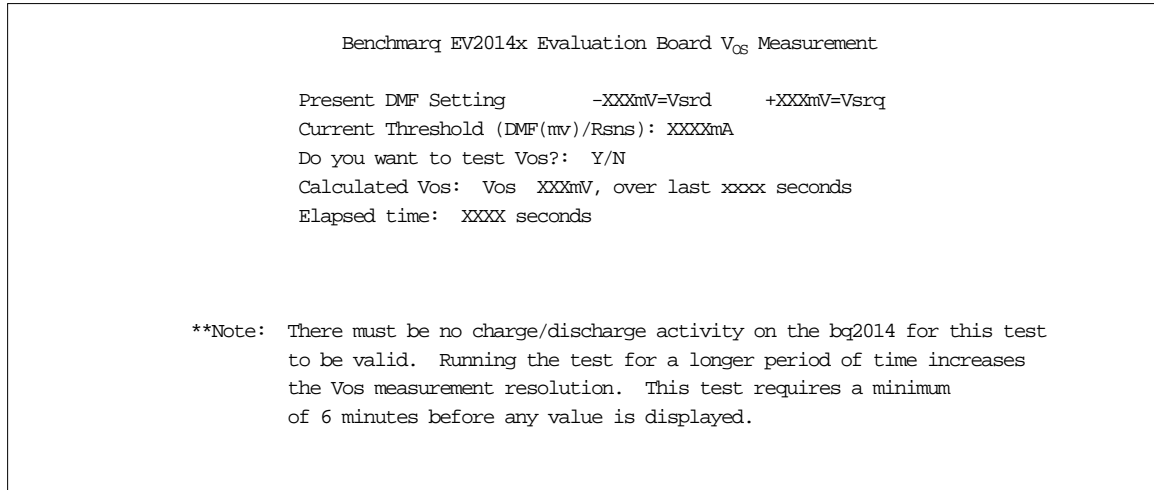 Benchmarq EV2014x Evaluation Board VOS Measurement
Present DMF Setting -XXXmV=Vsrd +XXXmV=Vsrq
Current Threshold (DMF(mv)/Rsns): XXXXmA
Do you want to test Vos?: Y/N
Calculated Vos: Vos XXXmV, over last xxxx seconds
Elapsed time: XXXX seconds
**Note: There must be no charge/discharge activity on the bq2014 for this test
to be valid. Running the test for a longer period of time increases
the Vos measurement resolution. This test requires a minimum
of 6 minutes before any value is displayed.